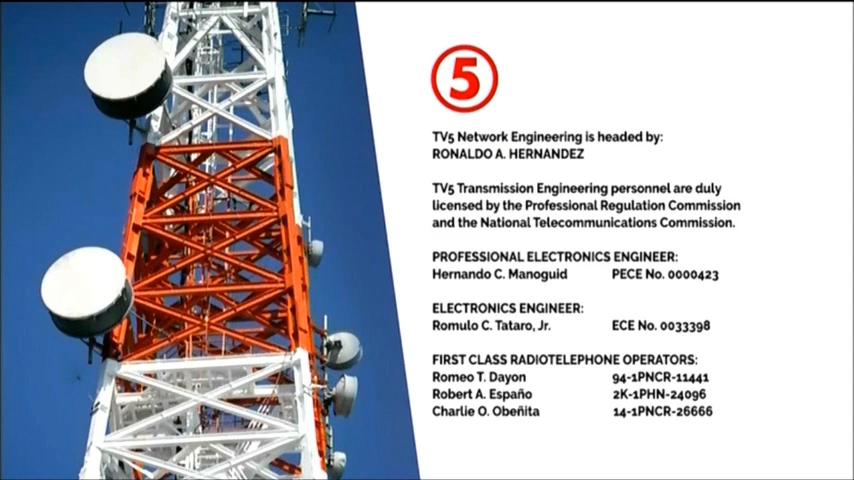 5
TV5 Network Engineering is headed by:
RONALDO A. HERNANDEZ
TV5 Transmission Engineering personnel are duly
licensed by the Professional Regulation Commission
and the National Telecommunications Commission.
PROFESSIONAL ELECTRONICS ENGINEER:
Hernando C. Manoguid PECE No. 0000423
ELECTRONICS ENGINEER:
Romulo C. Tataro, Jr. ECE No. 0033398
FIRST CLASS RADIOTELEPHONE OPERATORS:
Romeo T. Dayon 94-1PNCR-11441
Robert A. Españo 2K-1PHN-24096
Charlie O. Obeñita 14-1PNCR-26666